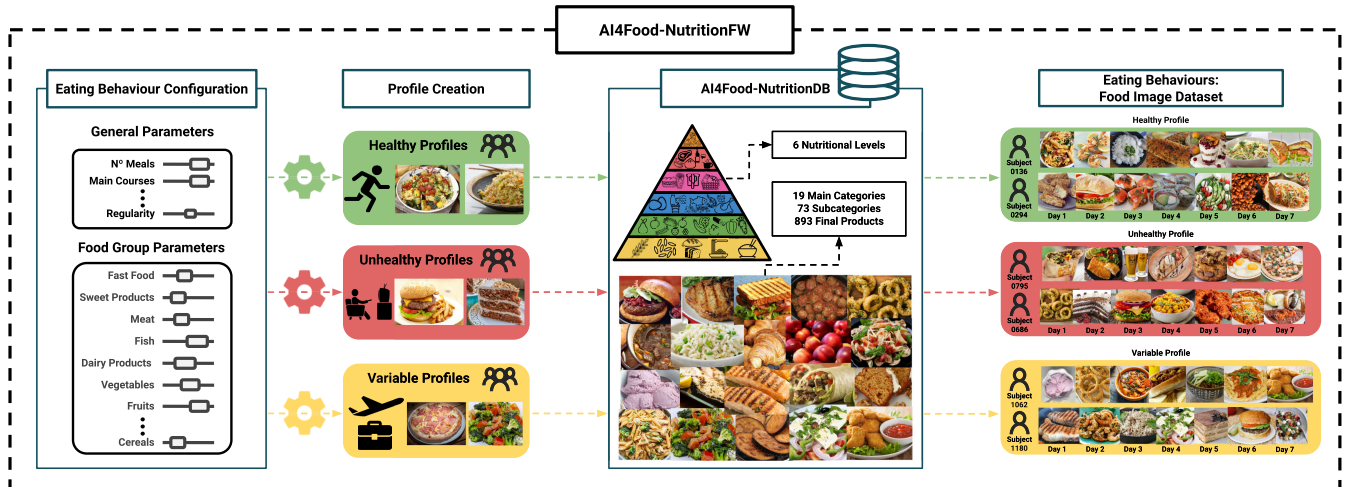 AI4Food-NutritionFW
Eating Behaviour Configuration
General Parameters
Nº Meals
Main Courses
Regularity
Food Group Parameters
Fast Food
Sweet Products
Meat
Fish
Dairy Products
Vegetables
Fruits
Cereals
Profile Creation
Healthy Profiles
Unhealthy Profiles
Variable Profiles
AI4Food-NutritionDB
6 Nutritional Levels
19 Main Categories
73 Subcategories
893 Final Products
Eating Behaviours:
Food Image Dataset
Healthy Profile
Subject
0136
Subject
0294
Day 1 Day 2 Day 3 Day 4 Day 5 Day 6 Day 7
Unhealthy Profile
Subject
0795
Subject
0686
Day 1 Day 2 Day 3 Day 4 Day 5 Day 6 Day 7
Variable Profile
Subject
1062
Subject
1180
Day 1 Day 2 Day 3 Day 4 Day 5 Day 6 Day 7